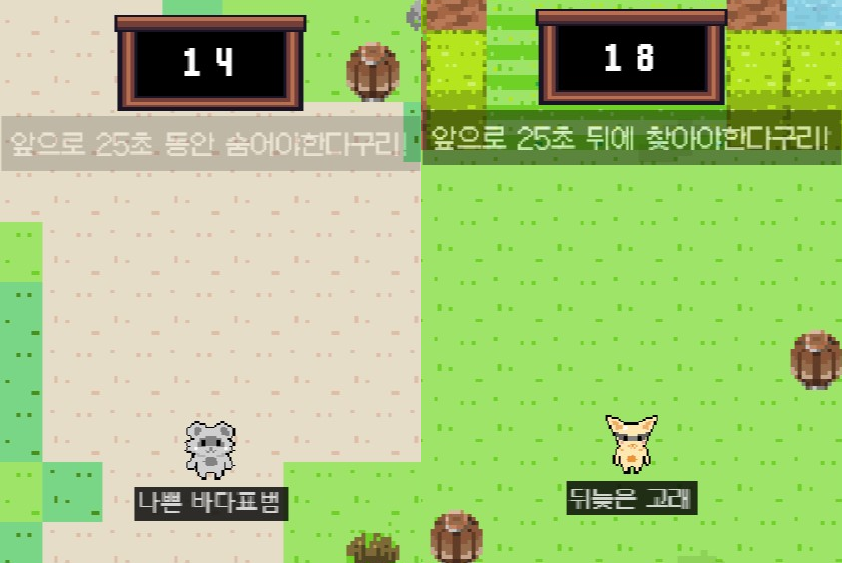 14
앞으로 25초 동안 숨어야한다구리!
나쁜 바다표범
18
앞으로 25초 뒤에 찾아야한다구리!
뒤늦은 고래